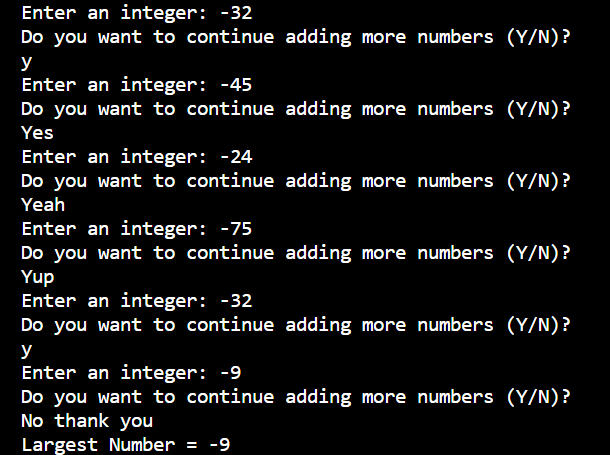 Enter an integer: -32
Do you want to continue adding more numbers (Y/N)?
y
Enter an integer: -45
Do you want to continue adding more numbers (Y/N)?
Yes
Enter an integer: -24
Do you want to continue adding more numbers (Y/N)?
Yeah
Enter an integer: -75
Do you want to continue adding more numbers (Y/N)?
Yup
Enter an integer: -32
Do you want to continue adding more numbers (Y/N)?
y
Enter an integer: -9
Do you want to continue adding more numbers (Y/N)?
No thank you
Largest Number = -9